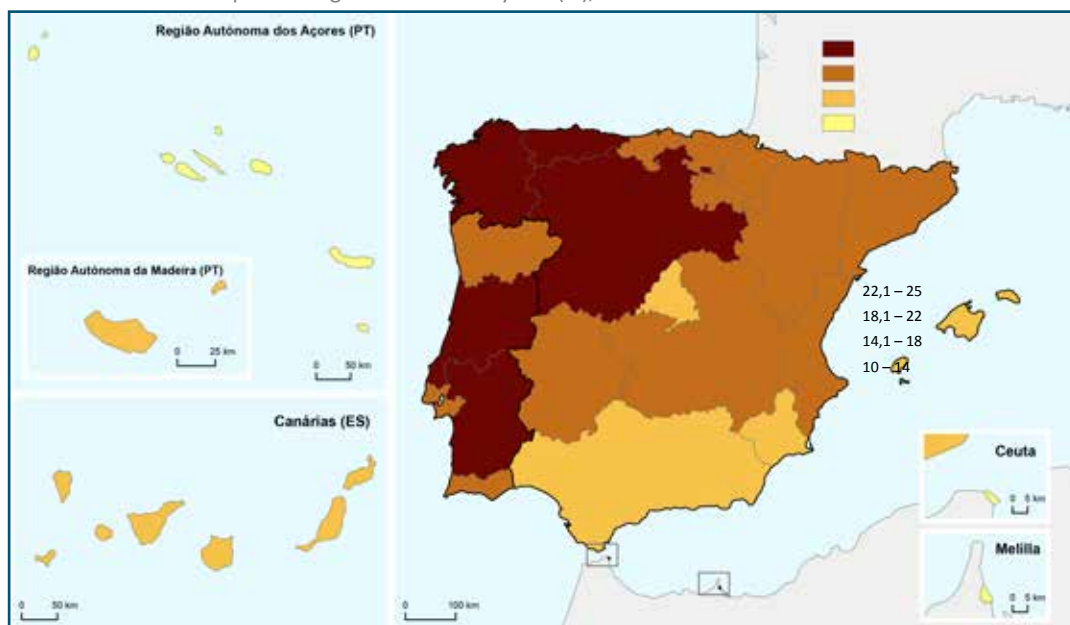 Região Autónoma dos Açores (PT)
Região Autónoma da Madeira (PT)
0 25 km
0 50 km
22,1 – 25
18,1 – 22
14,1 – 18
10 – 14
Canárias (ES)
0 50 km
0 100 km
Ceuta
0 5 km
Melilla
0 5 km